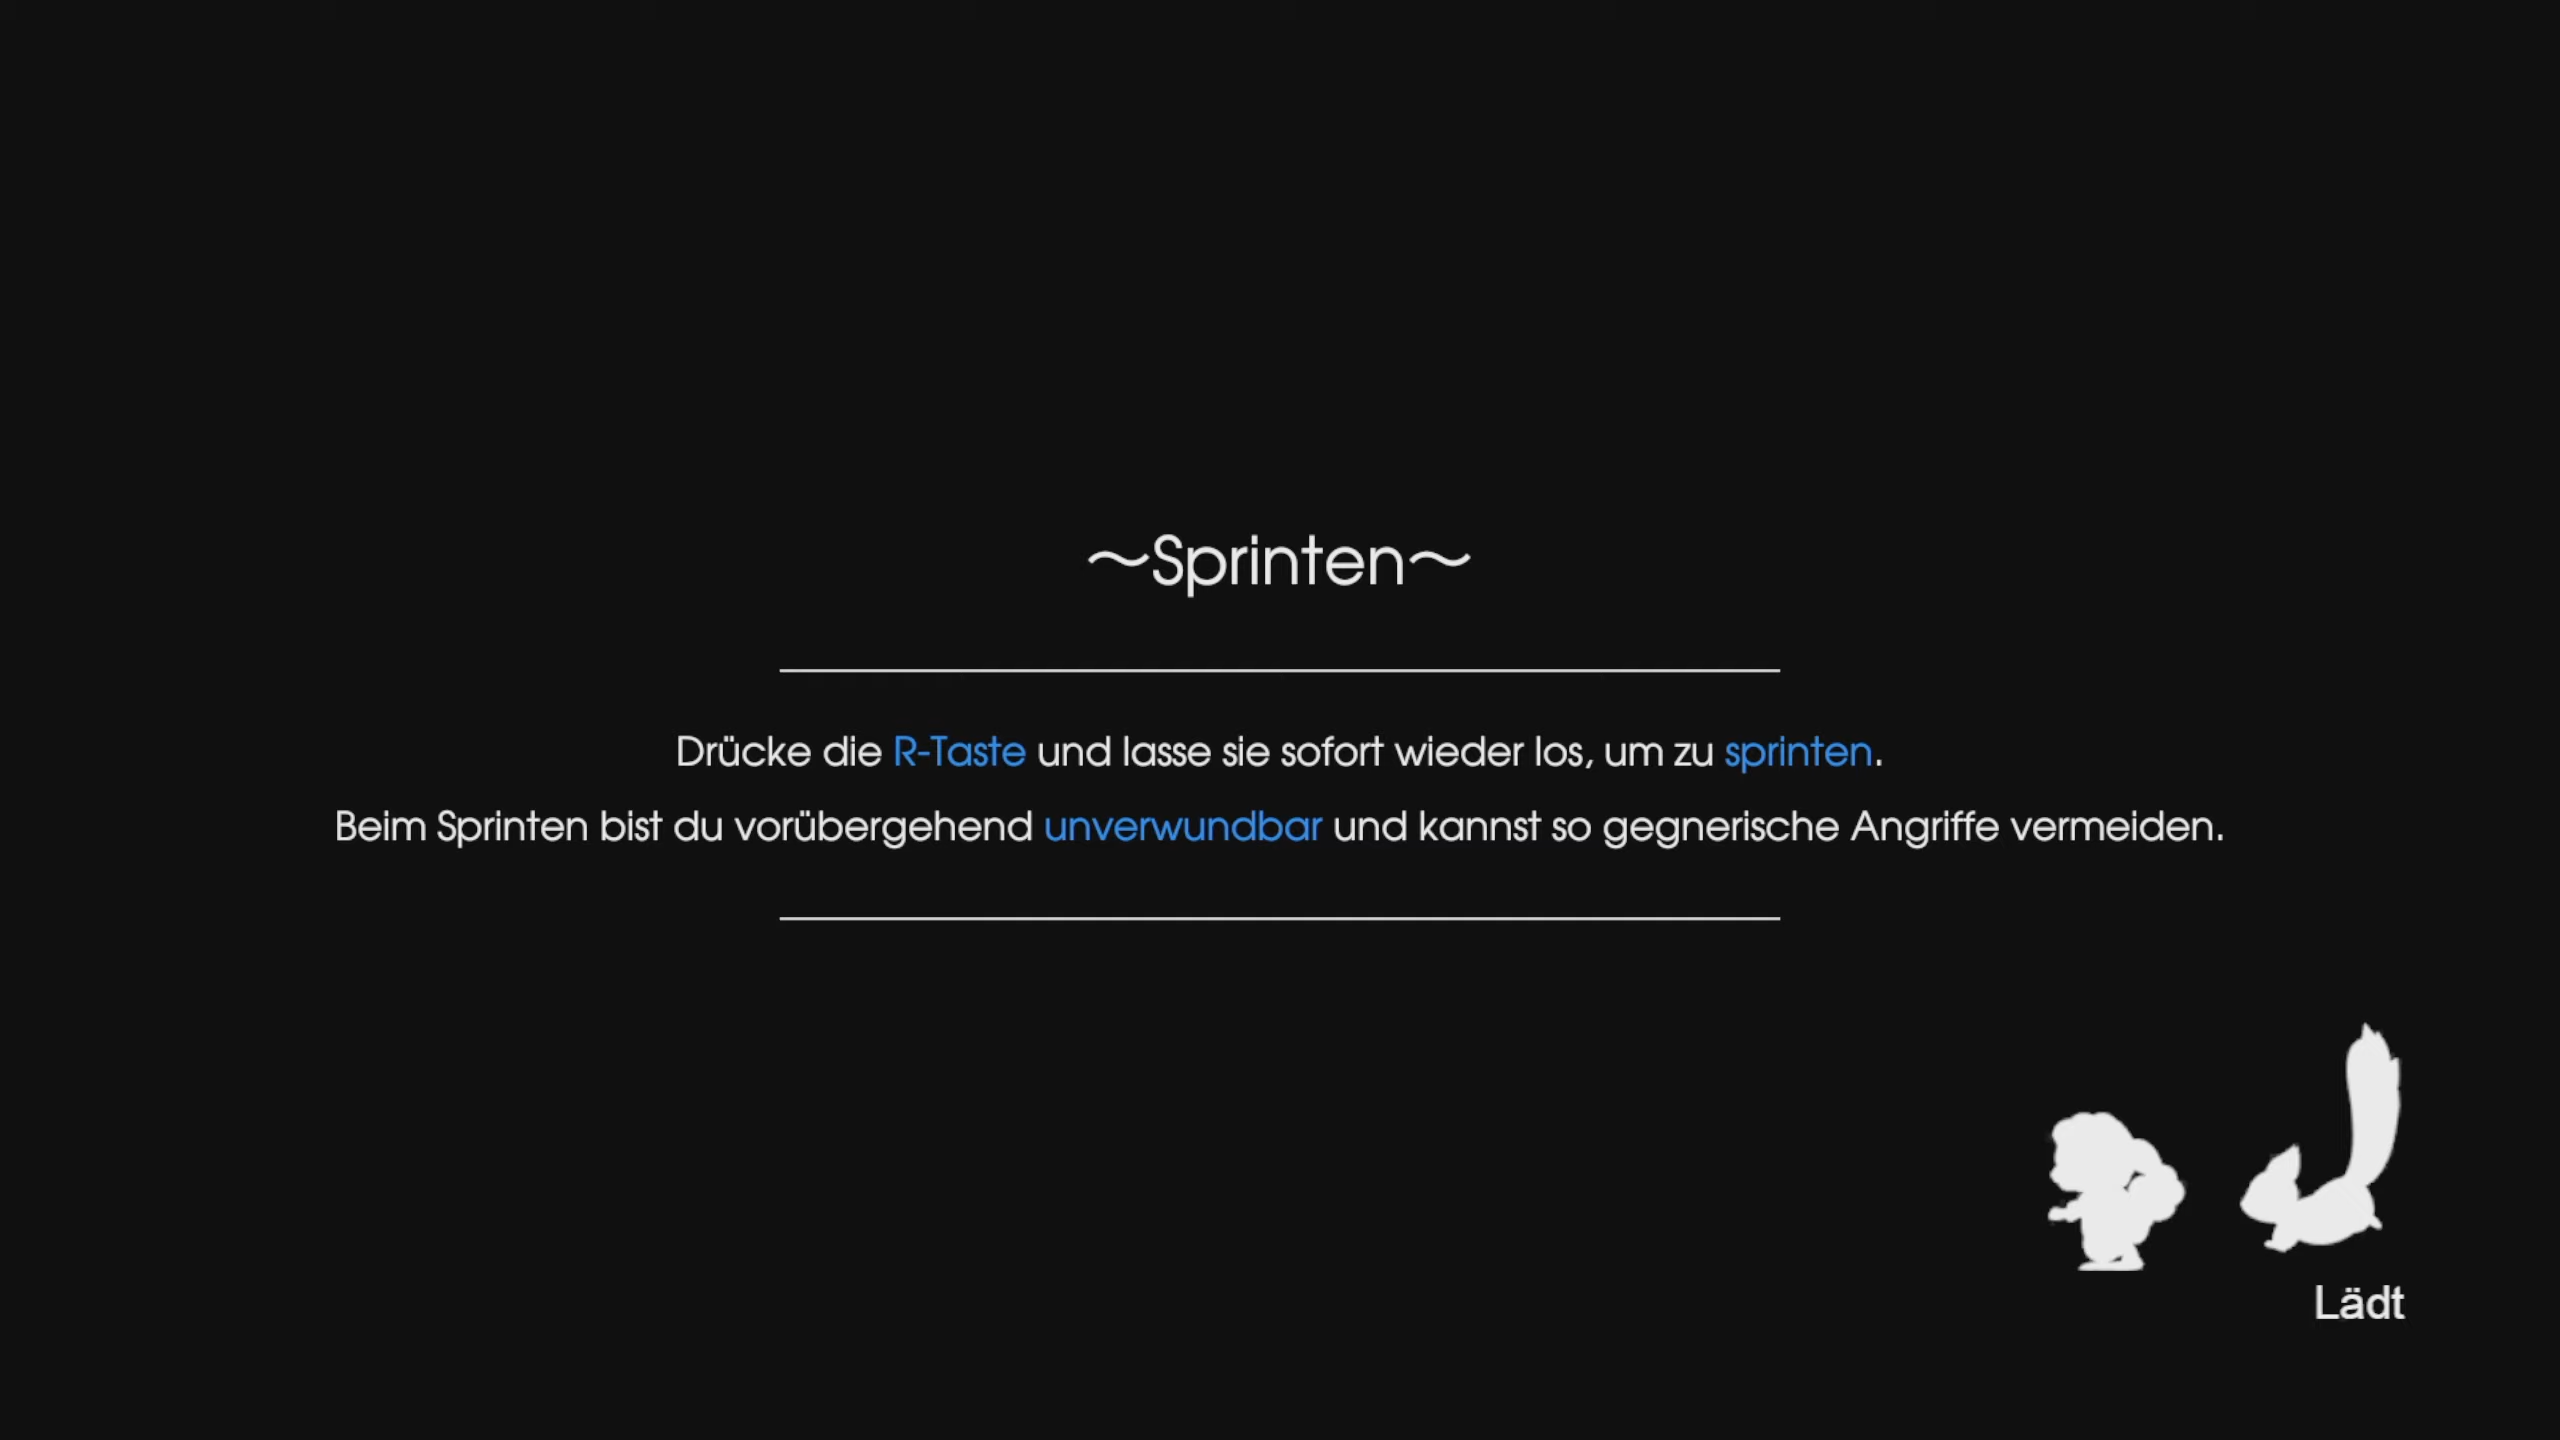 ～Sprinten～
Drücke die R-Taste und lasse sie sofort wieder los, um zu sprinten.
Beim Sprinten bist du vorübergehend unverwundbar und kannst so gegnerische Angriffe vermeiden.
Lädt